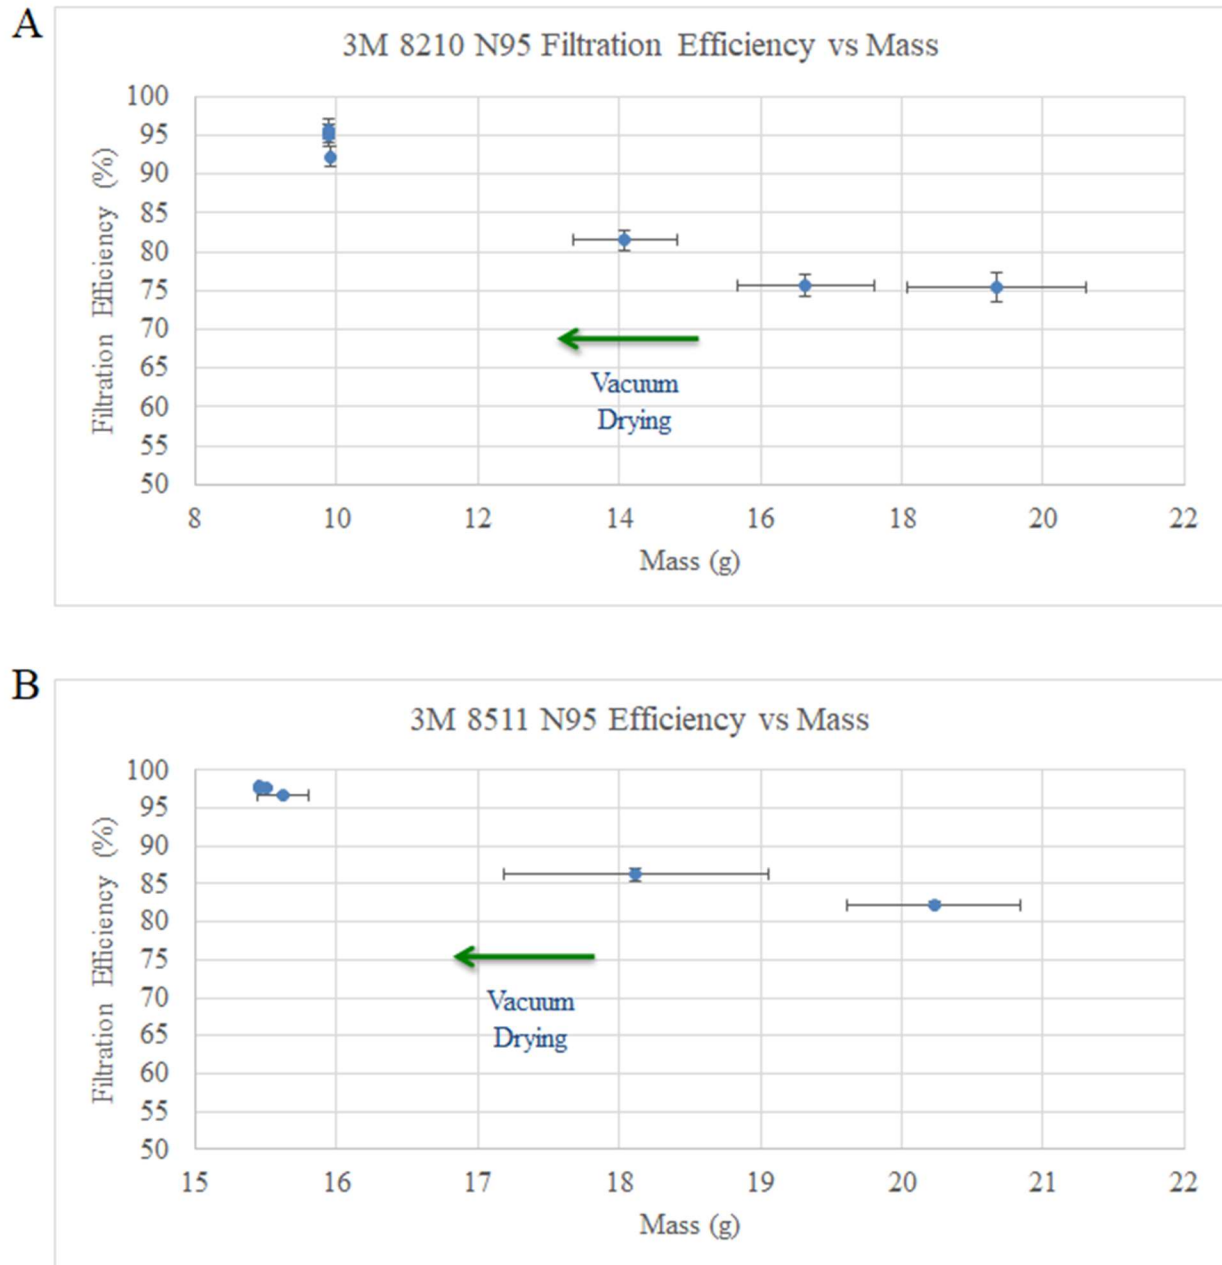 A
3M 8210 N95 Filtration Efficiency vs Mass
Filtration Efficiency (%)
100
95
90
85
80
75
70
65
60
55
50
Vacuum
Drying
8 10 12 14 16 18 20 22
Mass (g)
B
3M 8511 N95 Efficiency vs Mass
Filtration Efficiency (%)
100
95
90
85
80
75
70
65
60
55
50
Vacuum
Drying
15 16 17 18 19 20 21 22
Mass (g)